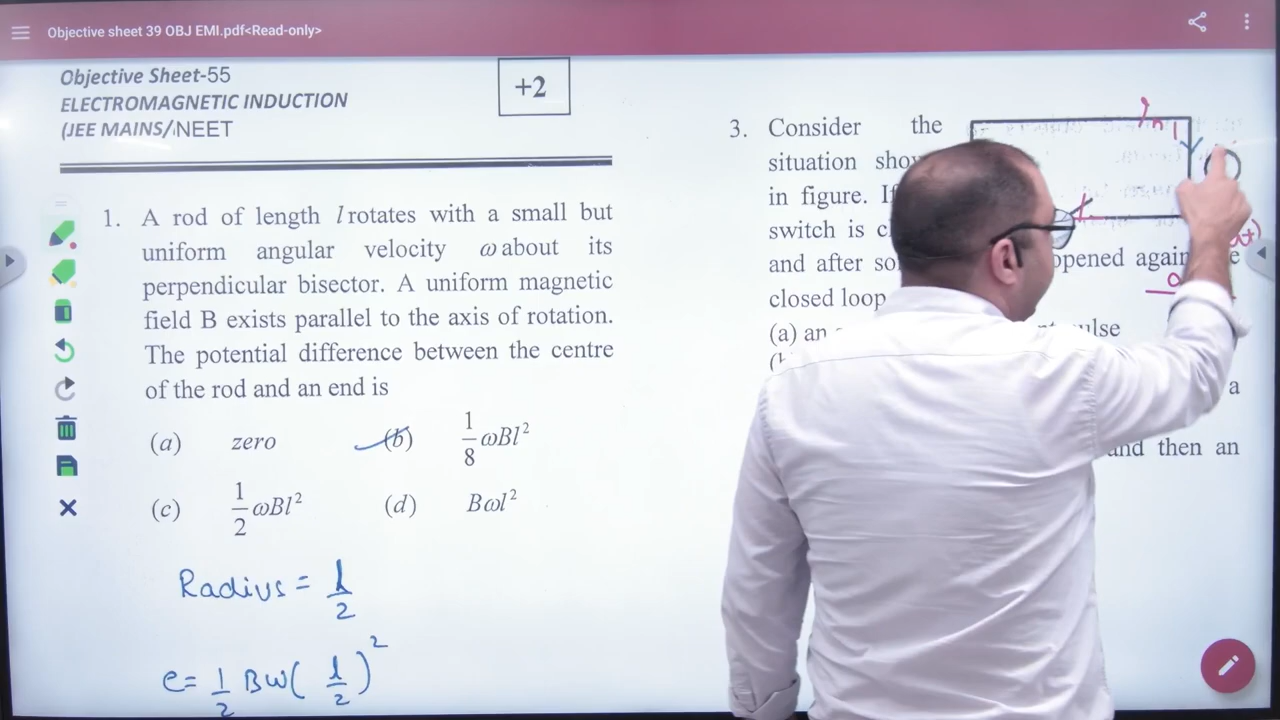 Objective sheet 39 OBJ EMI.pdf<Read-only>
Objective Sheet-55
ELECTROMAGNETIC INDUCTION
(JEE MAINS/NEET
+2
1. A rod of length l rotates with a small but
uniform angular velocity ω about its
perpendicular bisector. A uniform magnetic
field B exists parallel to the axis of rotation.
The potential difference between the centre
of the rod and an end is
(a) zero (b) 1/8 ωBl²
(c) 1/2 ωBl² (d) Bωl²
Radius = l/2
e = 1/2 Bω(l/2)²
3. Consider the
situation
in figure.
switch is
and after opened again
closed loop
(a) an
a
and then an